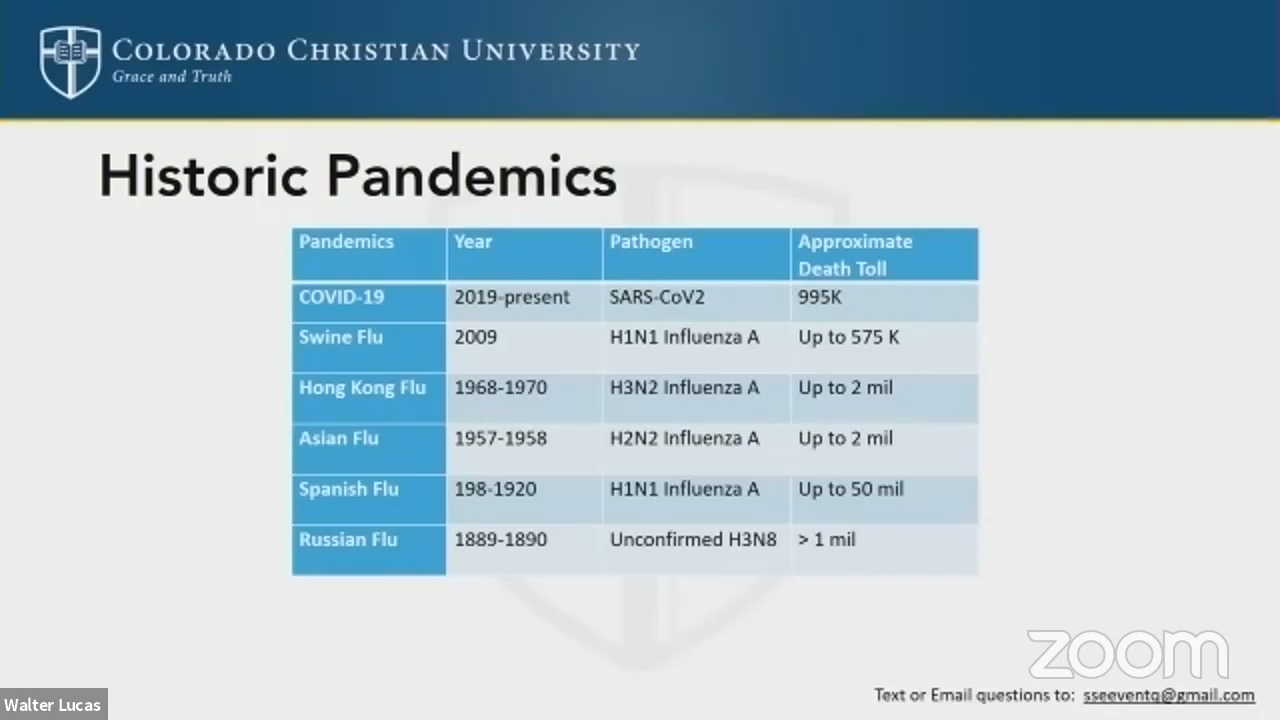 COLORADO CHRISTIAN UNIVERSITY
Grace and Truth
Historic Pandemics
Pandemics Year Pathogen Approximate Death Toll
COVID-19 2019-present SARS-CoV2 995K
Swine Flu 2009 H1N1 Influenza A Up to 575 K
Hong Kong Flu 1968-1970 H3N2 Influenza A Up to 2 mil
Asian Flu 1957-1958 H2N2 Influenza A Up to 2 mil
Spanish Flu 198-1920 H1N1 Influenza A Up to 50 mil
Russian Flu 1889-1890 Unconfirmed H3N8 > 1 mil
zoom
Text or Email questions to: sseeventq@gmail.com
Walter Lucas